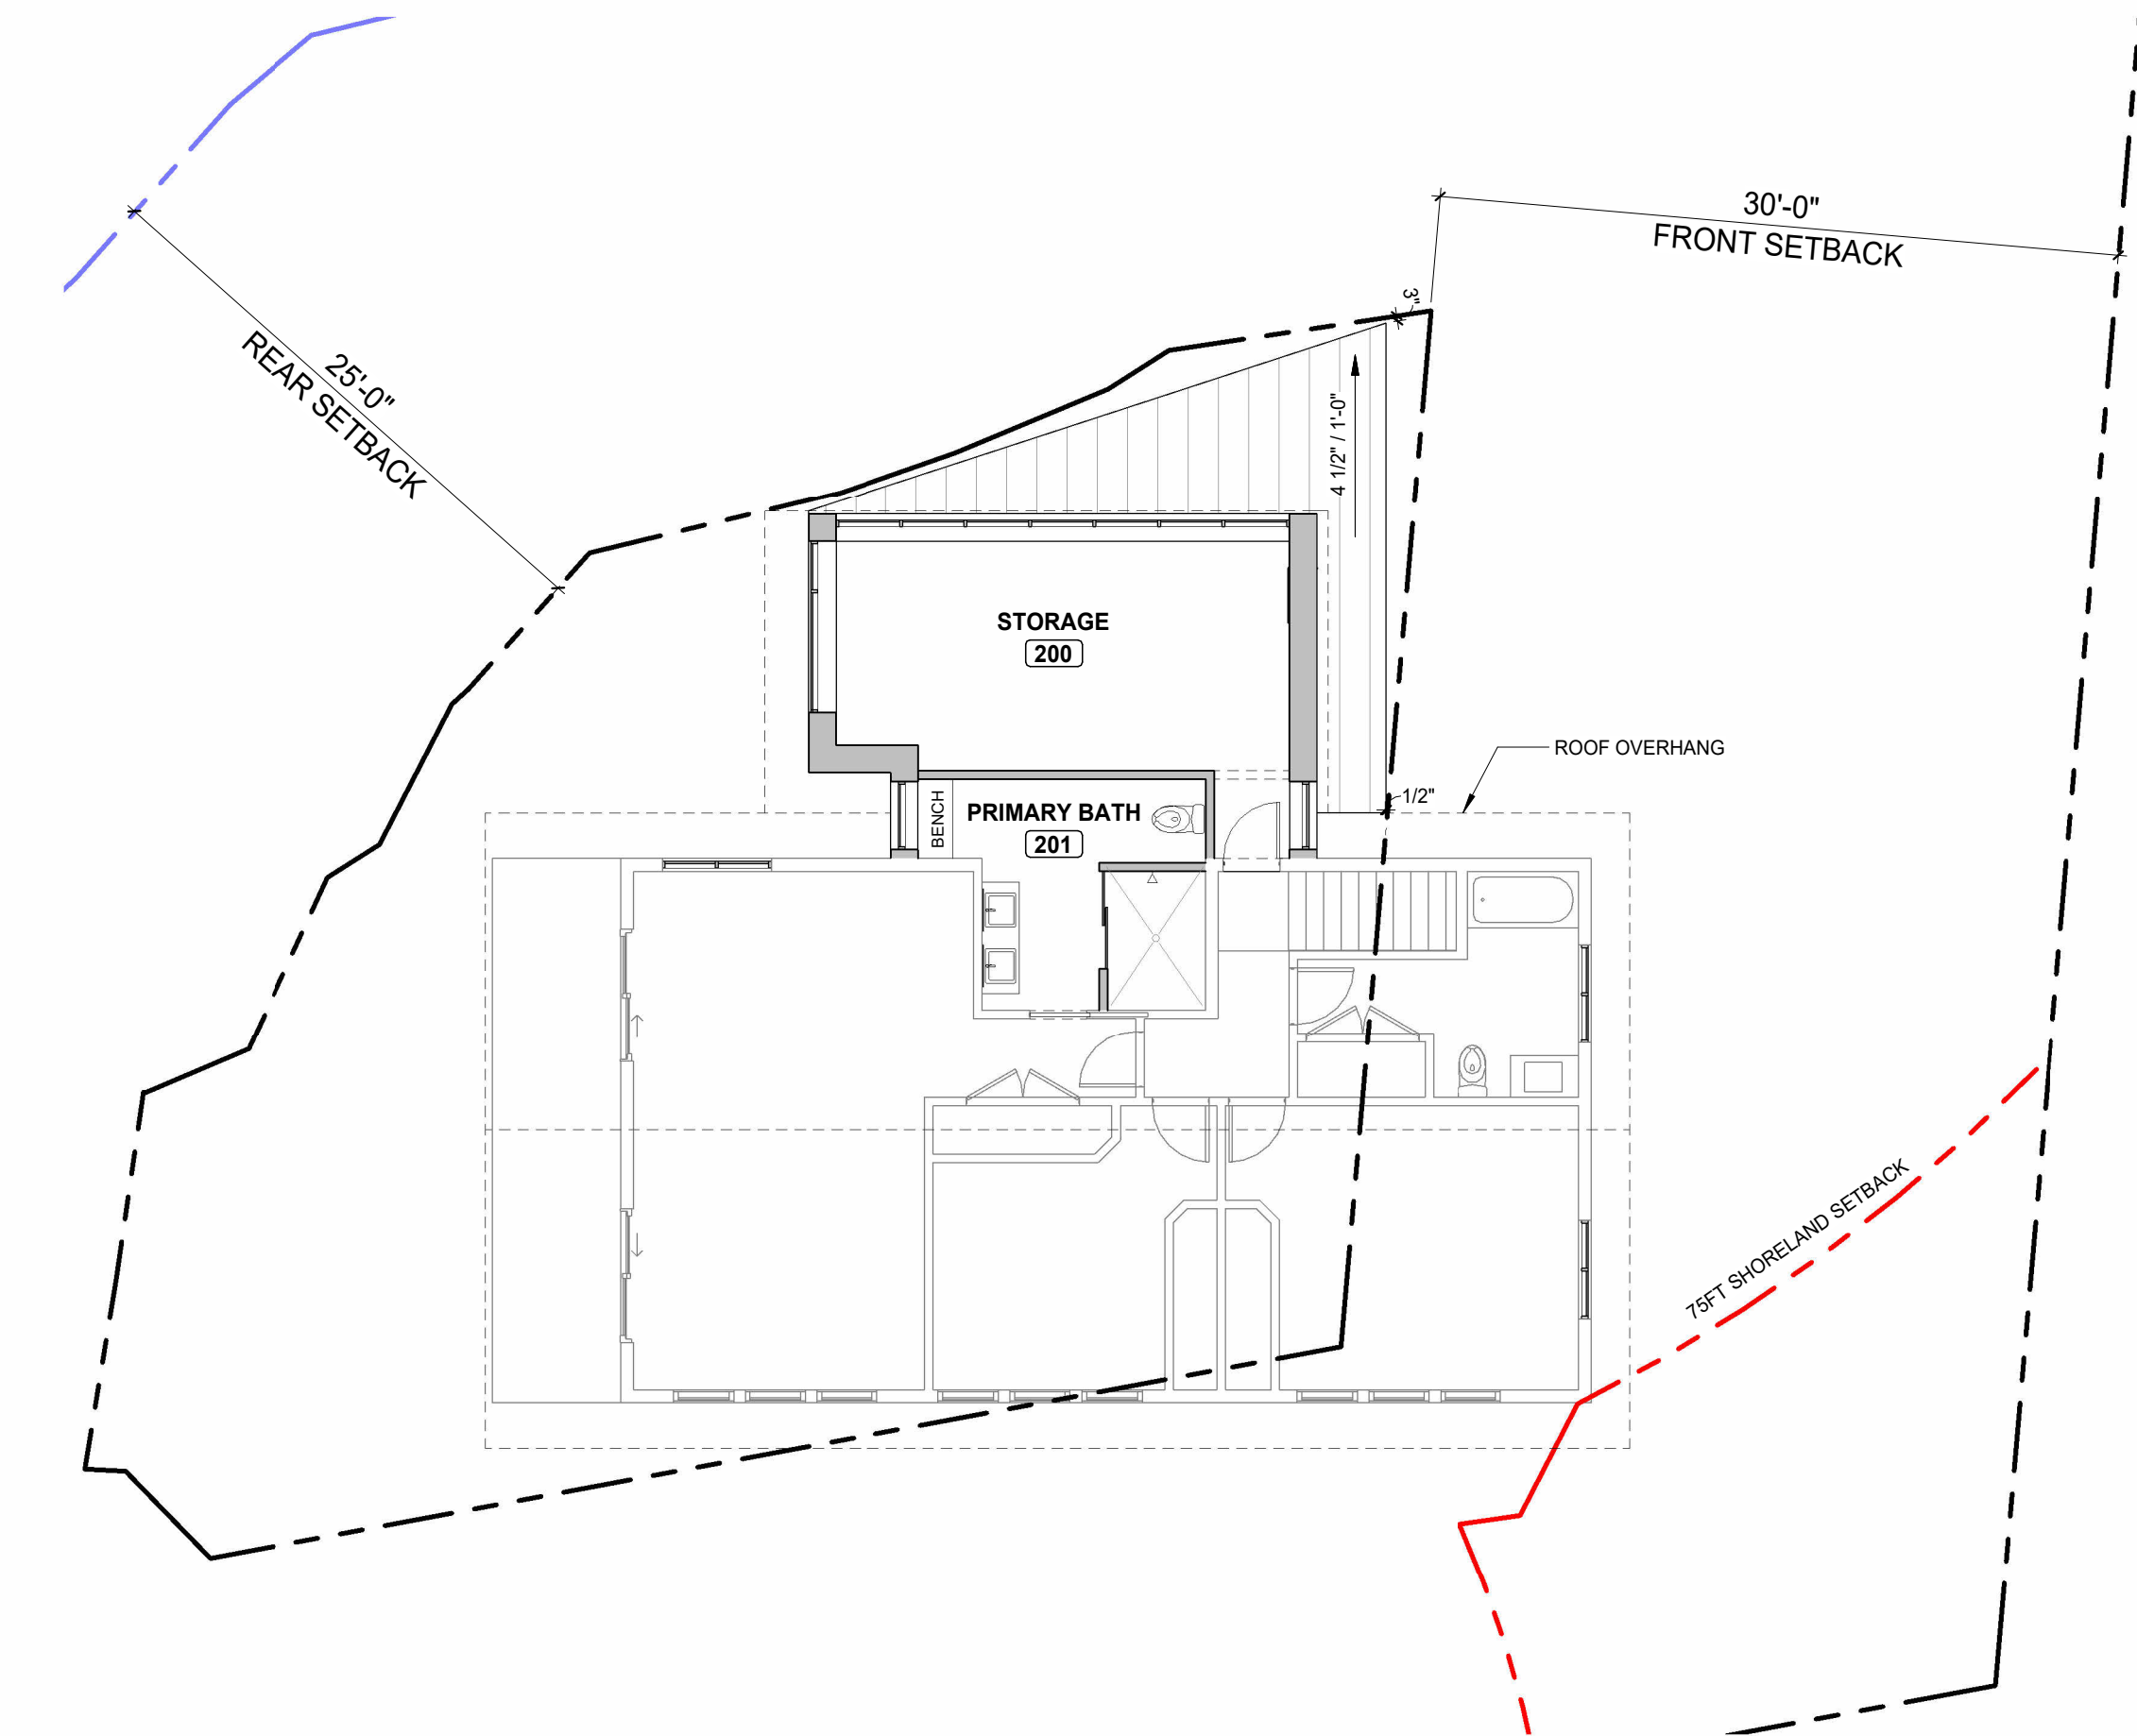 30'-0"
FRONT SETBACK
3"
25'-0"
REAR SETBACK
4 1/2" / 1'-0"
STORAGE
200
ROOF OVERHANG
1/2"
BENCH
PRIMARY BATH
201
75FT SHORELAND SETBACK